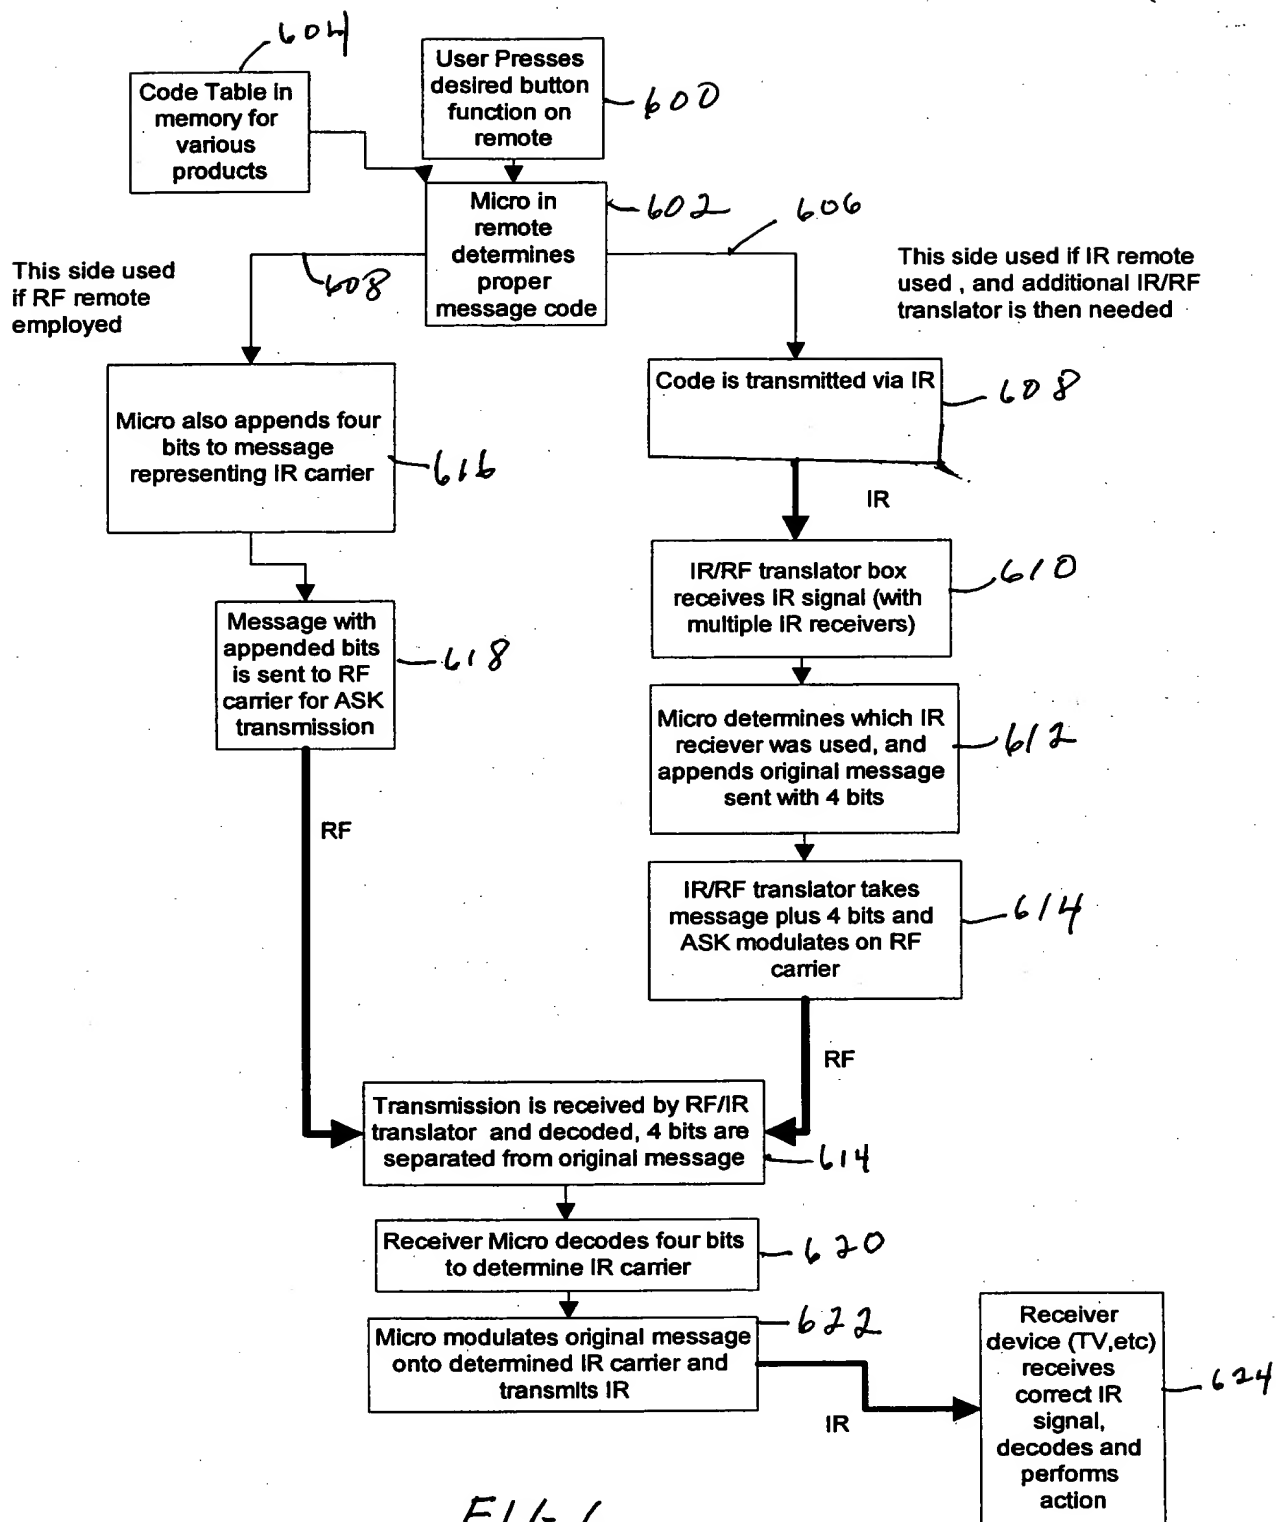 604
Code Table in
memory for
various
products
User Presses
desired button
function on
remote
600
Micro in
remote
determines
proper
message code
602
606
608
This side used
if RF remote
employed
This side used if IR remote
used , and additional IR/RF
translator is then needed
Micro also appends four
bits to message
representing IR carrier
616
Code is transmitted via IR
608
IR
IR/RF translator box
receives IR signal (with
multiple IR receivers)
610
Message with
appended bits
is sent to RF
carrier for ASK
transmission
618
Micro determines which IR
reciever was used, and
appends original message
sent with 4 bits
612
RF
IR/RF translator takes
message plus 4 bits and
ASK modulates on RF
carrier
614
RF
Transmission is received by RF/IR
translator and decoded, 4 bits are
separated from original message
614
Receiver Micro decodes four bits
to determine IR carrier
620
Micro modulates original message
onto determined IR carrier and
transmits IR
622
IR
Receiver
device (TV,etc)
receives
correct IR
signal,
decodes and
performs
action
624